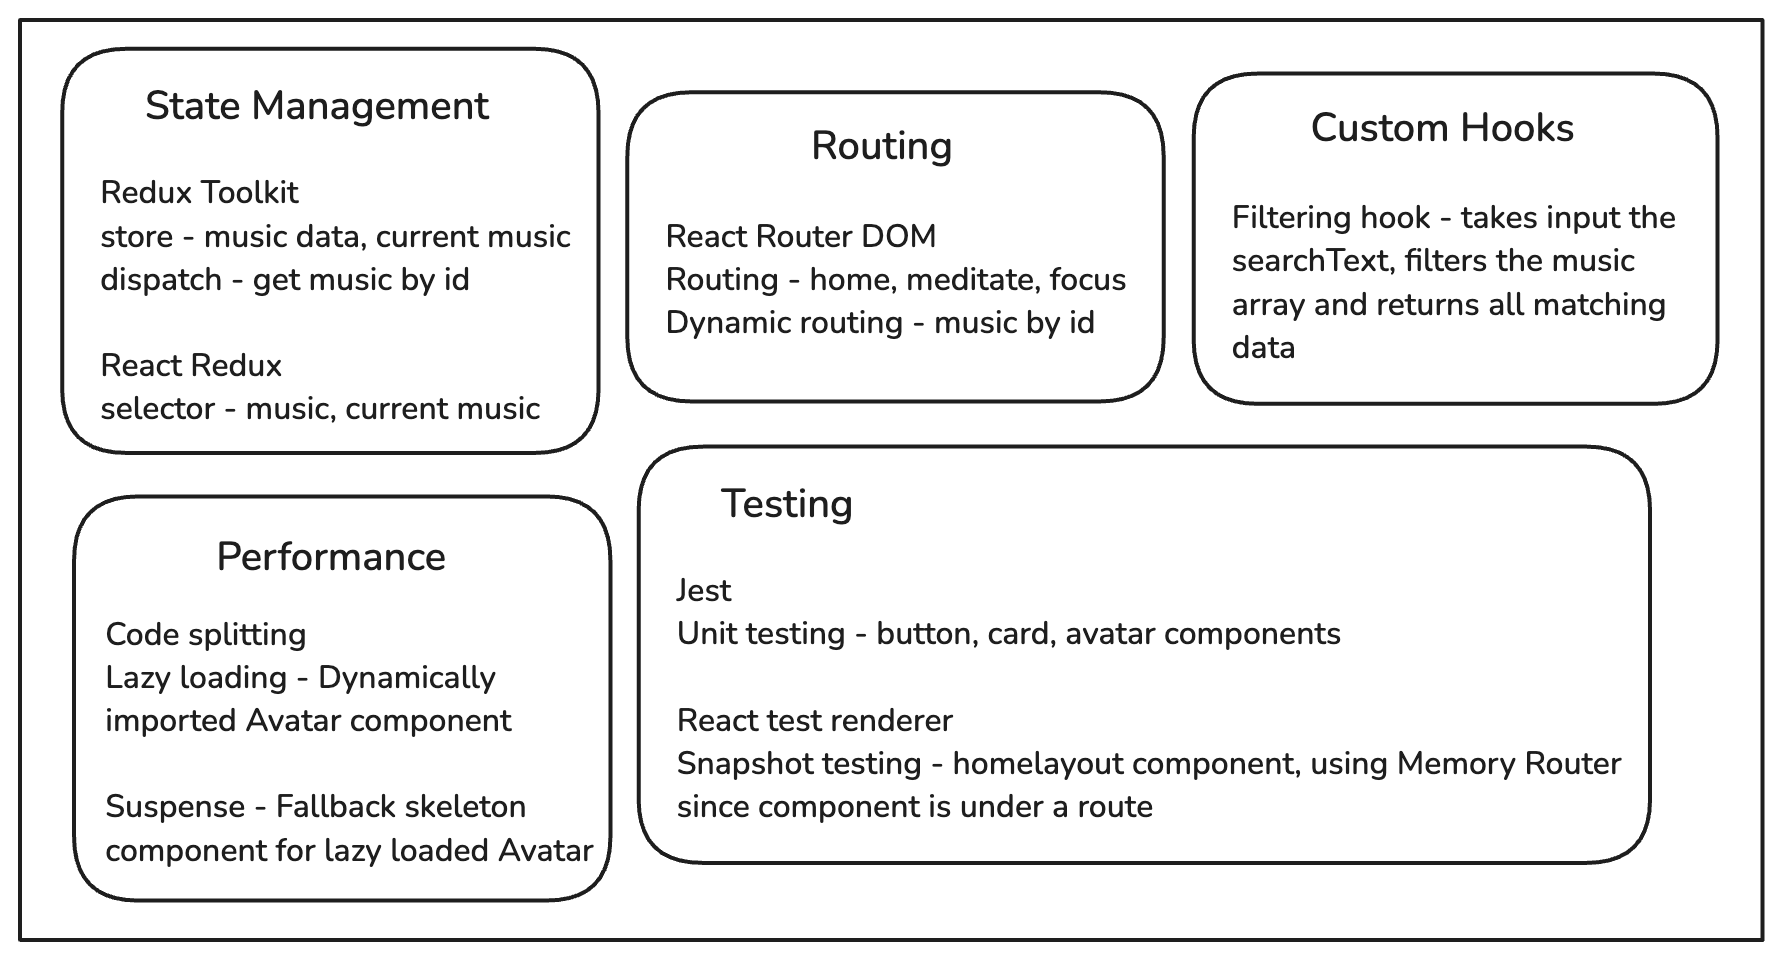 State Management
Redux Toolkit
store - music data, current music
dispatch - get music by id
React Redux
selector - music, current music
Routing
React Router DOM
Routing - home, meditate, focus
Dynamic routing - music by id
Custom Hooks
Filtering hook - takes input the
searchText, filters the music
array and returns all matching
data
Performance
Code splitting
Lazy loading - Dynamically
imported Avatar component
Suspense - Fallback skeleton
component for lazy loaded Avatar
Testing
Jest
Unit testing - button, card, avatar components
React test renderer
Snapshot testing - homelayout component, using Memory Router
since component is under a route